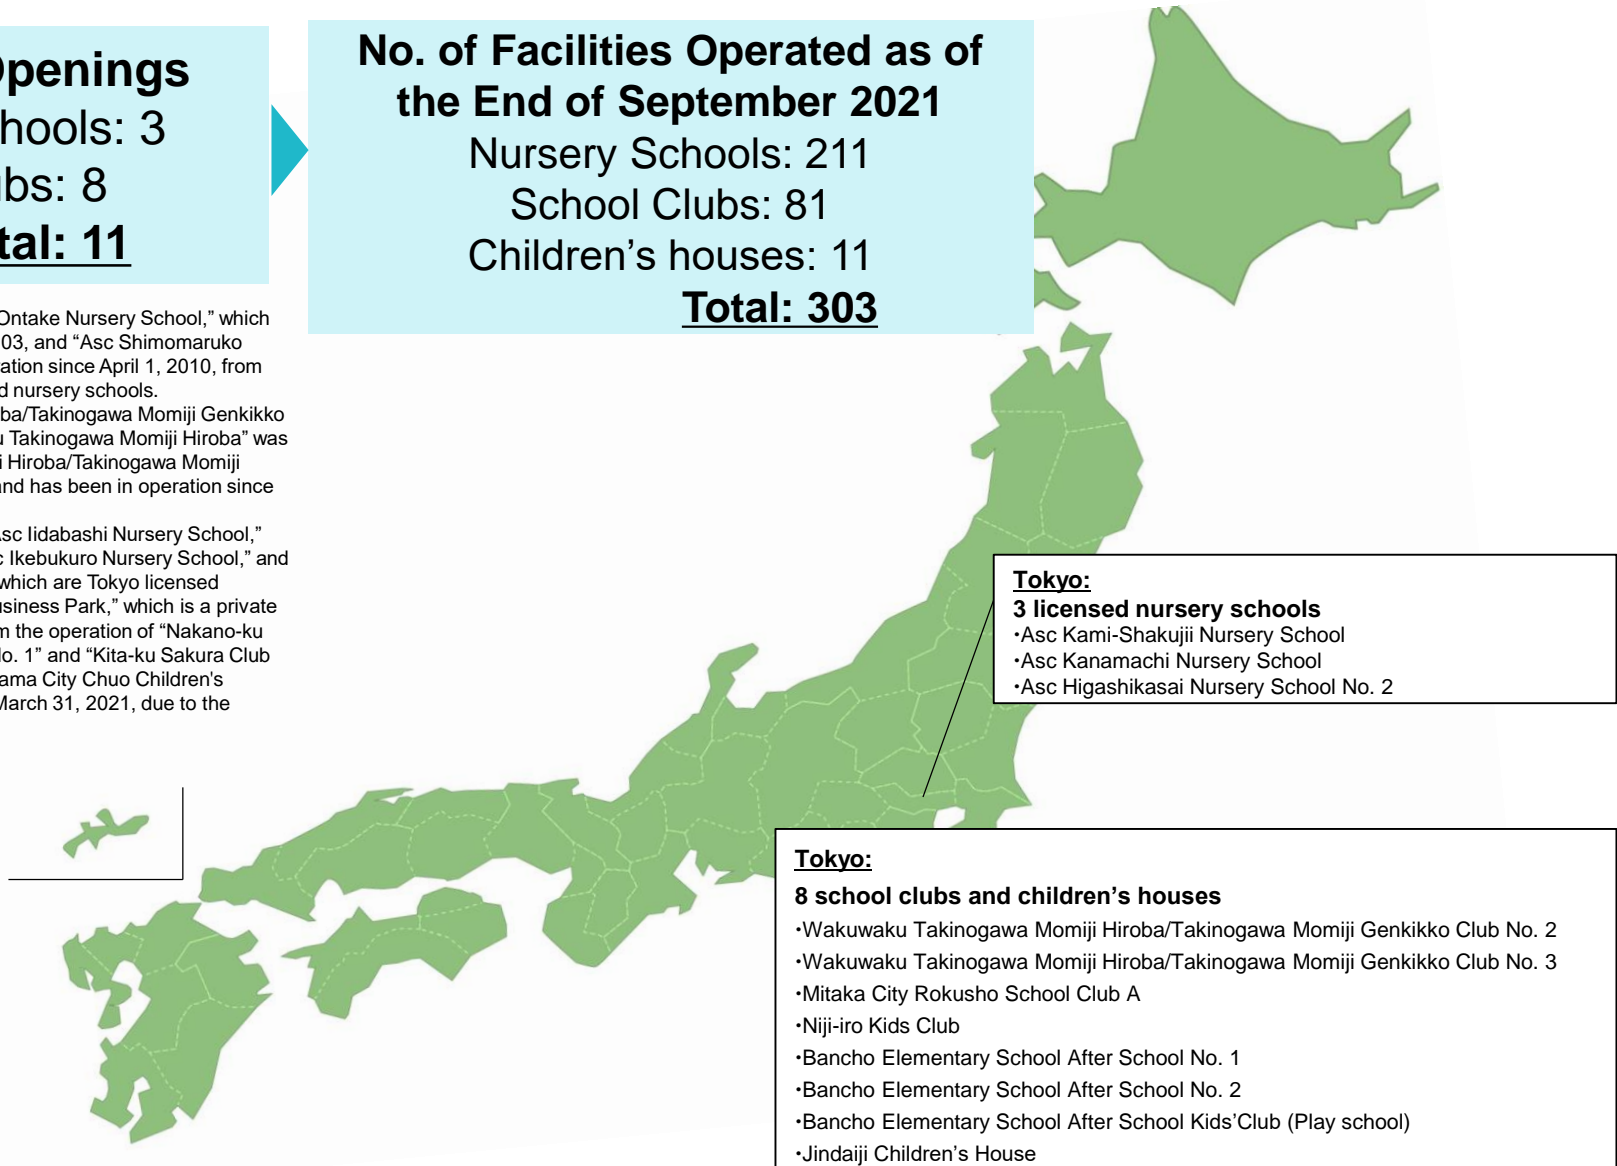 Openings
hools: 3
ubs: 8
tal: 11
No. of Facilities Operated as of
the End of September 2021
Nursery Schools: 211
School Clubs: 81
Children’s houses: 11
Total: 303
Ontake Nursery School,” which
03, and “Asc Shimomaruko
ration since April 1, 2010, from
d nursery schools.
ba/Takinogawa Momiji Genkikko
u Takinogawa Momiji Hiroba” was
i Hiroba/Takinogawa Momiji
and has been in operation since
Asc Iidabashi Nursery School,”
c Ikebukuro Nursery School,” and
which are Tokyo licensed
usiness Park,” which is a private
m the operation of “Nakano-ku
No. 1” and “Kita-ku Sakura Club
ama City Chuo Children's
March 31, 2021, due to the
Tokyo:
3 licensed nursery schools
・Asc Kami-Shakujii Nursery School
・Asc Kanamachi Nursery School
・Asc Higashikasai Nursery School No. 2
Tokyo:
8 school clubs and children’s houses
・Wakuwaku Takinogawa Momiji Hiroba/Takinogawa Momiji Genkikko Club No. 2
・Wakuwaku Takinogawa Momiji Hiroba/Takinogawa Momiji Genkikko Club No. 3
・Mitaka City Rokusho School Club A
・Niji-iro Kids Club
・Bancho Elementary School After School No. 1
・Bancho Elementary School After School No. 2
・Bancho Elementary School After School Kids’Club (Play school)
・Jindaiji Children’s House